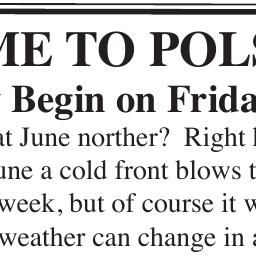 ME TO POLS
Begin on Frida
at June norther? Right
une a cold front blows
week, but of course it
weather can change in a